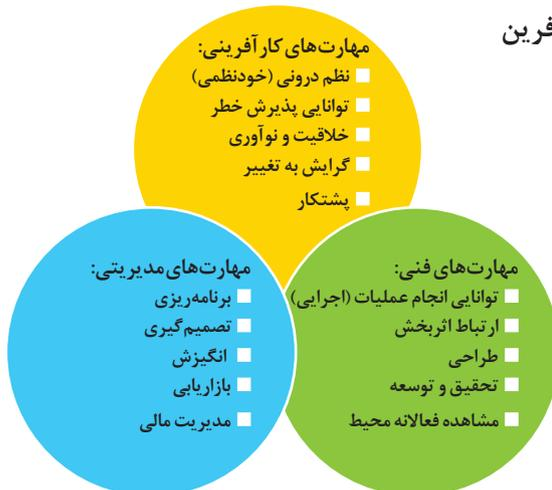 فرین
مهارت‌های کارآفرینی:
نظم درونی (خودنظمی)
توانایی پذیرش خطر
خلاقیت و نوآوری
گرایش به تغییر
پشتکار
مهارت‌های فنی:
توانایی انجام عملیات (اجرایی)
ارتباط اثربخش
طراحی
تحقیق و توسعه
مشاهده فعالانه محیط
مهارت‌های مدیریتی:
برنامه‌ریزی
تصمیم‌گیری
انگیزش
بازاریابی
مدیریت مالی